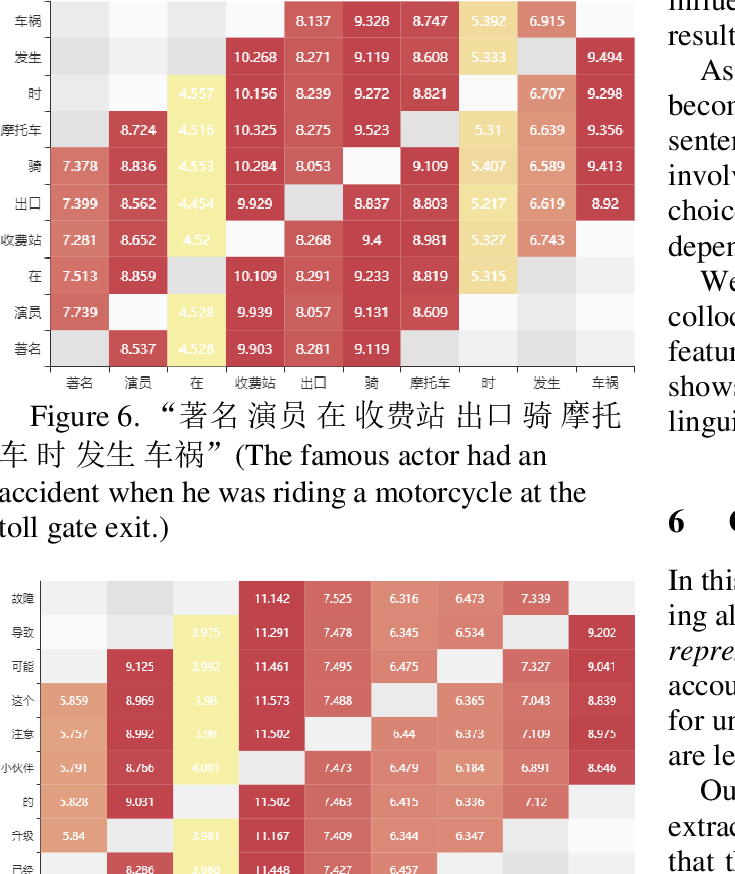 车祸 8.137 9.328 8.747 5.392 6.915
发生 10.268 8.271 9.119 8.608 5.333 9.494
时 4.557 10.156 8.239 9.272 8.821 6.707 9.298
摩托车 8.724 4.516 10.325 8.275 9.523 5.31 6.639 9.356
骑 7.378 8.836 4.553 10.284 8.053 9.109 5.407 6.589 9.413
出口 7.399 8.562 4.454 9.929 8.837 8.803 5.217 6.619 8.92
收费站 7.281 8.652 4.52 8.268 9.4 8.981 5.327 6.743
在 7.513 8.859 10.109 8.291 9.233 8.819 5.315
演员 7.739 4.528 9.939 8.057 9.131 8.609
著名 8.537 4.528 9.903 8.281 9.119
著名 演员 在 收费站 出口 骑 摩托车 时 发生 车祸
Figure 6. “著名 演员 在 收费站 出口 骑 摩托
车 时 发生 车祸” (The famous actor had an
accident when he was riding a motorcycle at the
toll gate exit.)
故障 11.142 7.525 6.316 6.473 7.339
导致 3.975 11.291 7.478 6.345 6.534 9.202
可能 9.125 3.992 11.461 7.495 6.475 7.327 9.041
这个 5.859 8.969 3.98 11.573 7.488 6.365 7.043 8.839
注意 5.757 8.992 3.98 11.502 6.44 6.373 7.109 8.975
小伙伴 5.791 8.766 4.001 7.473 6.479 6.184 6.891 8.646
的 5.828 9.031 11.502 7.463 6.415 6.336 7.12
升级 5.84 3.981 11.167 7.409 6.344 6.347
已经 8.286 3.986 11.448 7.427 6.457
result
As
becom
senten
involv
choic
depen
We
colloc
featur
shows
lingui
6
In this
ing al
repre
accou
for un
are le
Ou
extrac
that th